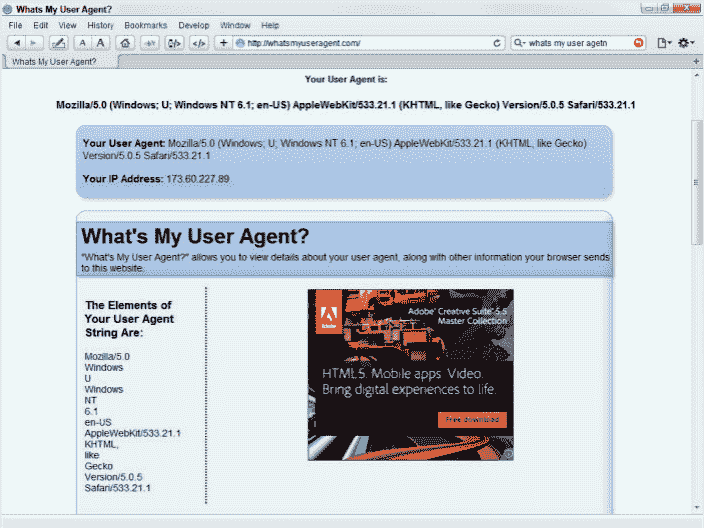 Whats My User Agent?
File Edit View History Bookmarks Develop Window Help
A A http://whatsmyuseragent.com/ whats my user agetn
Whats My User Agent?
Your User Agent is:
Mozilla/5.0 (Windows; U; Windows NT 6.1; en-US) AppleWebKit/533.21.1 (KHTML, like Gecko) Version/5.0.5 Safari/533.21.1
Your User Agent: Mozilla/5.0 (Windows; U; Windows NT 6.1; en-US) AppleWebKit/533.21.1 (KHTML, like Gecko)
Version/5.0.5 Safari/533.21.1
Your IP Address: 173.60.227.89
What's My User Agent?
"What's My User Agent?" allows you to view details about your user agent, along with other information your browser sends
to this website.
The Elements of
Your User Agent
String Are:
Mozilla/5.0
Windows
U
Windows
NT
6.1
en-US
AppleWebKit/533.21.1
KHTML,
like
Gecko
Version/5.0.5
Safari/533.21.1
Adobe
Adobe® Creative Suite® 5.5
Master Collection
HTML5. Mobile apps. Video.
Bring digital experiences to life.
Free download